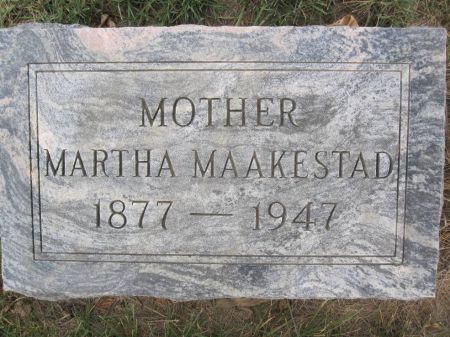 MOTHER
MARTHA MAAKESTAD
1877 — 1947